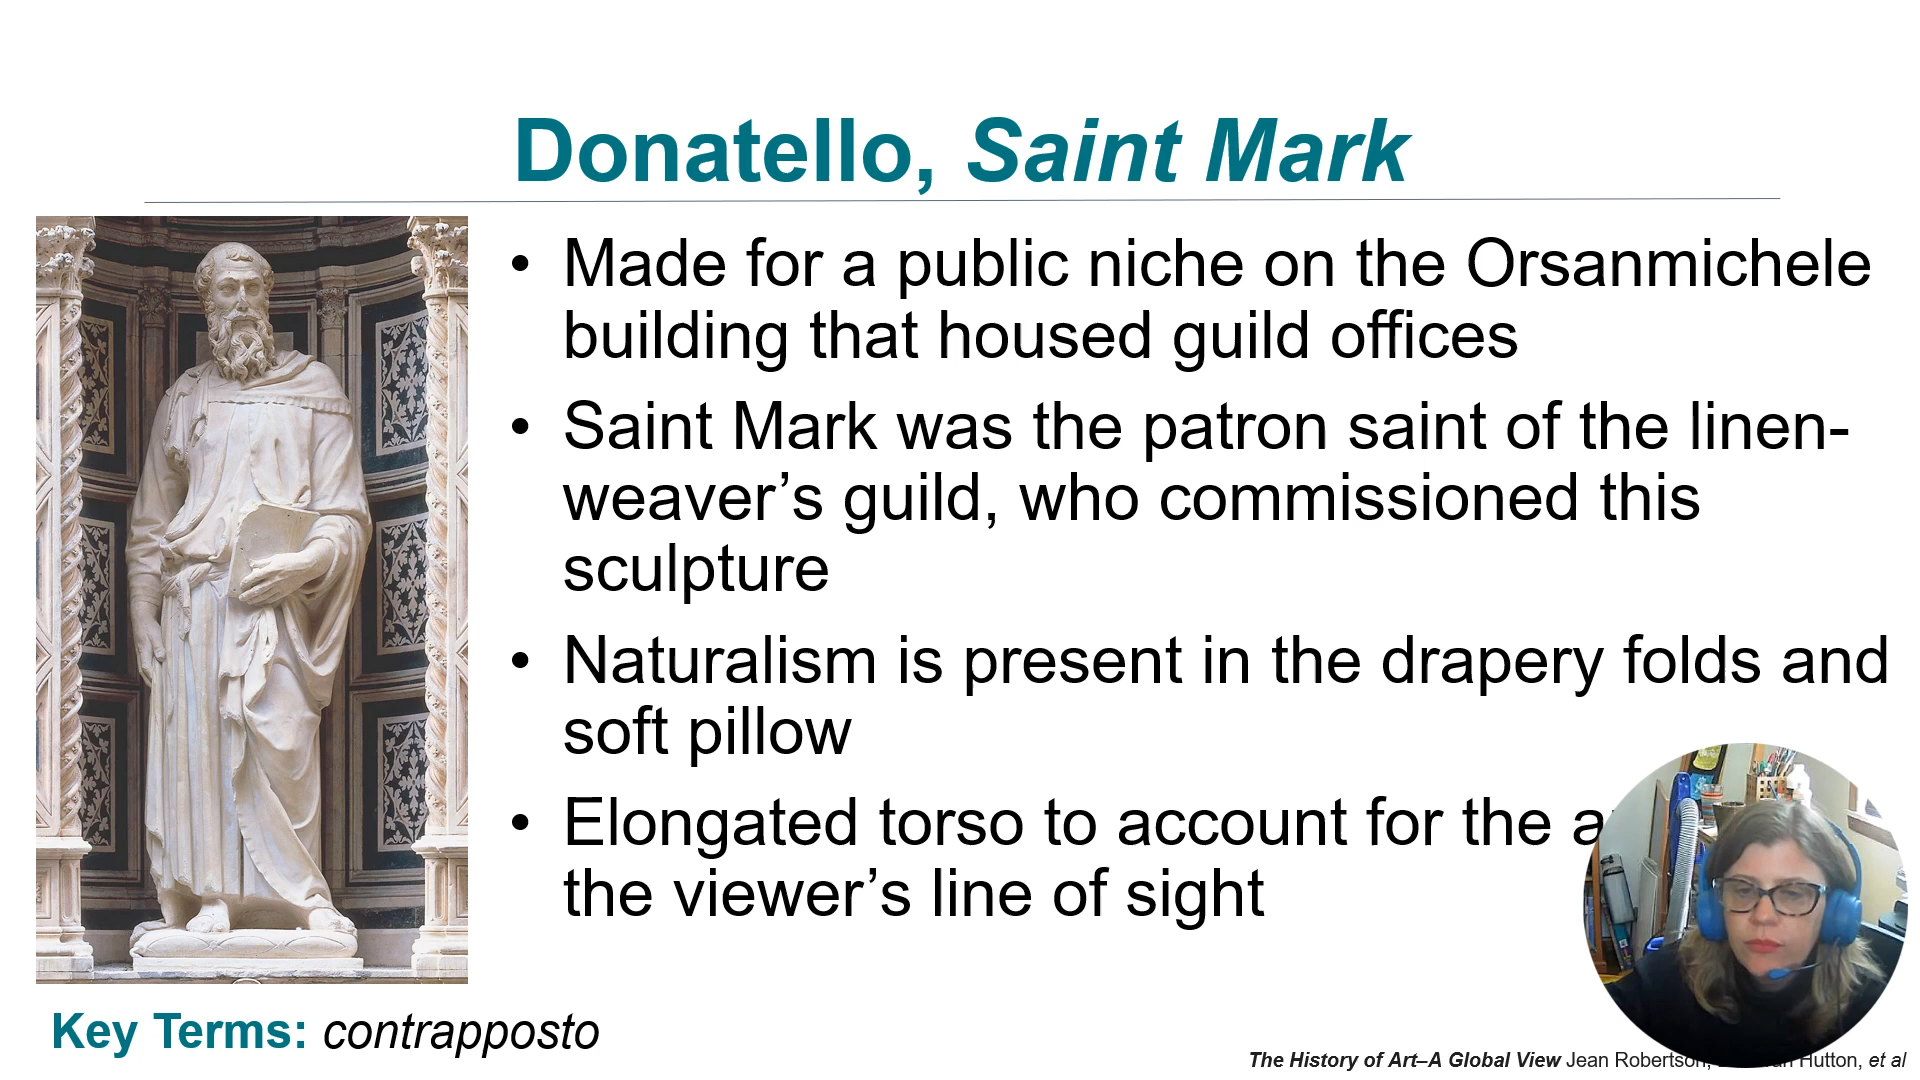 Donatello, Saint Mark
• Made for a public niche on the Orsanmichele
building that housed guild offices
• Saint Mark was the patron saint of the linen-
weaver’s guild, who commissioned this
sculpture
• Naturalism is present in the drapery folds and
soft pillow
• Elongated torso to account for the
the viewer’s line of sight
Key Terms: contrapposto
The History of Art–A Global View Jean Robertson, Hutton, et al